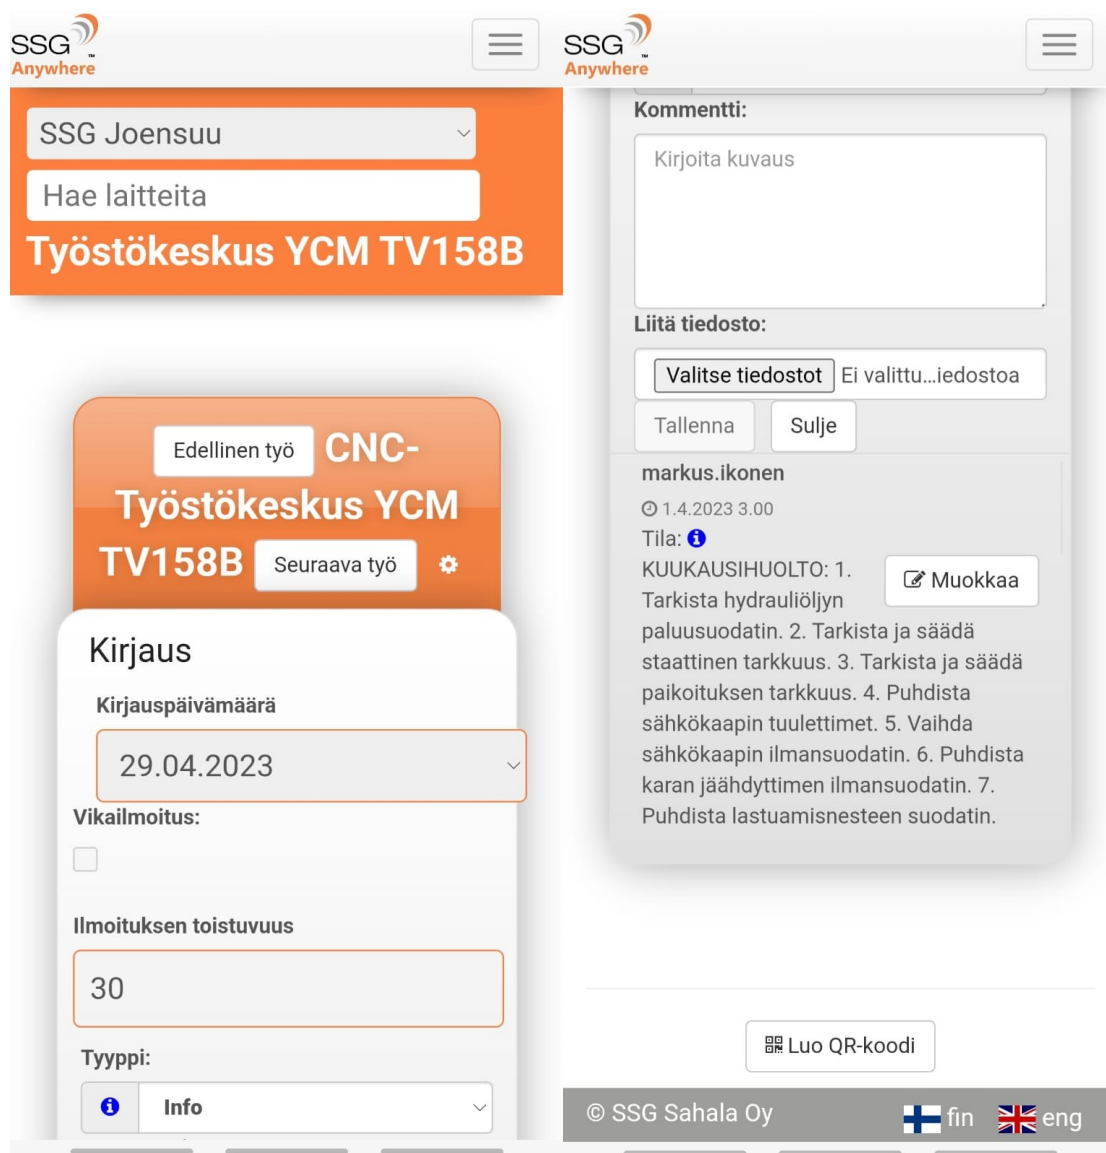 SSG
Anywhere
SSG Joensuu
Hae laitteita
Työstökeskus YCM TV158B
Edellinen työ CNC-
Työstökeskus YCM
TV158B Seuraava työ
Kirjaus
Kirjauspäivämäärä
29.04.2023
Vikailmoitus:
Ilmoituksen toistuvuus
30
Tyyppi:
Info
SSG
Anywhere
Kommentti:
Kirjoita kuvaus
Liitä tiedosto:
Valitse tiedostot Ei valittu...iedostoa
Tallenna Sulje
markus.ikonen
1.4.2023 3.00
Tila:
KUUKAUSIHUOLTO: 1. Muokkaa
Tarkista hydrauliöljyn
paluusuodatin. 2. Tarkista ja säädä
staattinen tarkkuus. 3. Tarkista ja säädä
paikoituksen tarkkuus. 4. Puhdista
sähkökaapin tuulettimet. 5. Vaihda
sähkökaapin ilmansuodatin. 6. Puhdista
karan jäähdyttimen ilmansuodatin. 7.
Puhdista lastuamisnesteen suodatin.
Luo QR-koodi
© SSG Sahala Oy fin eng